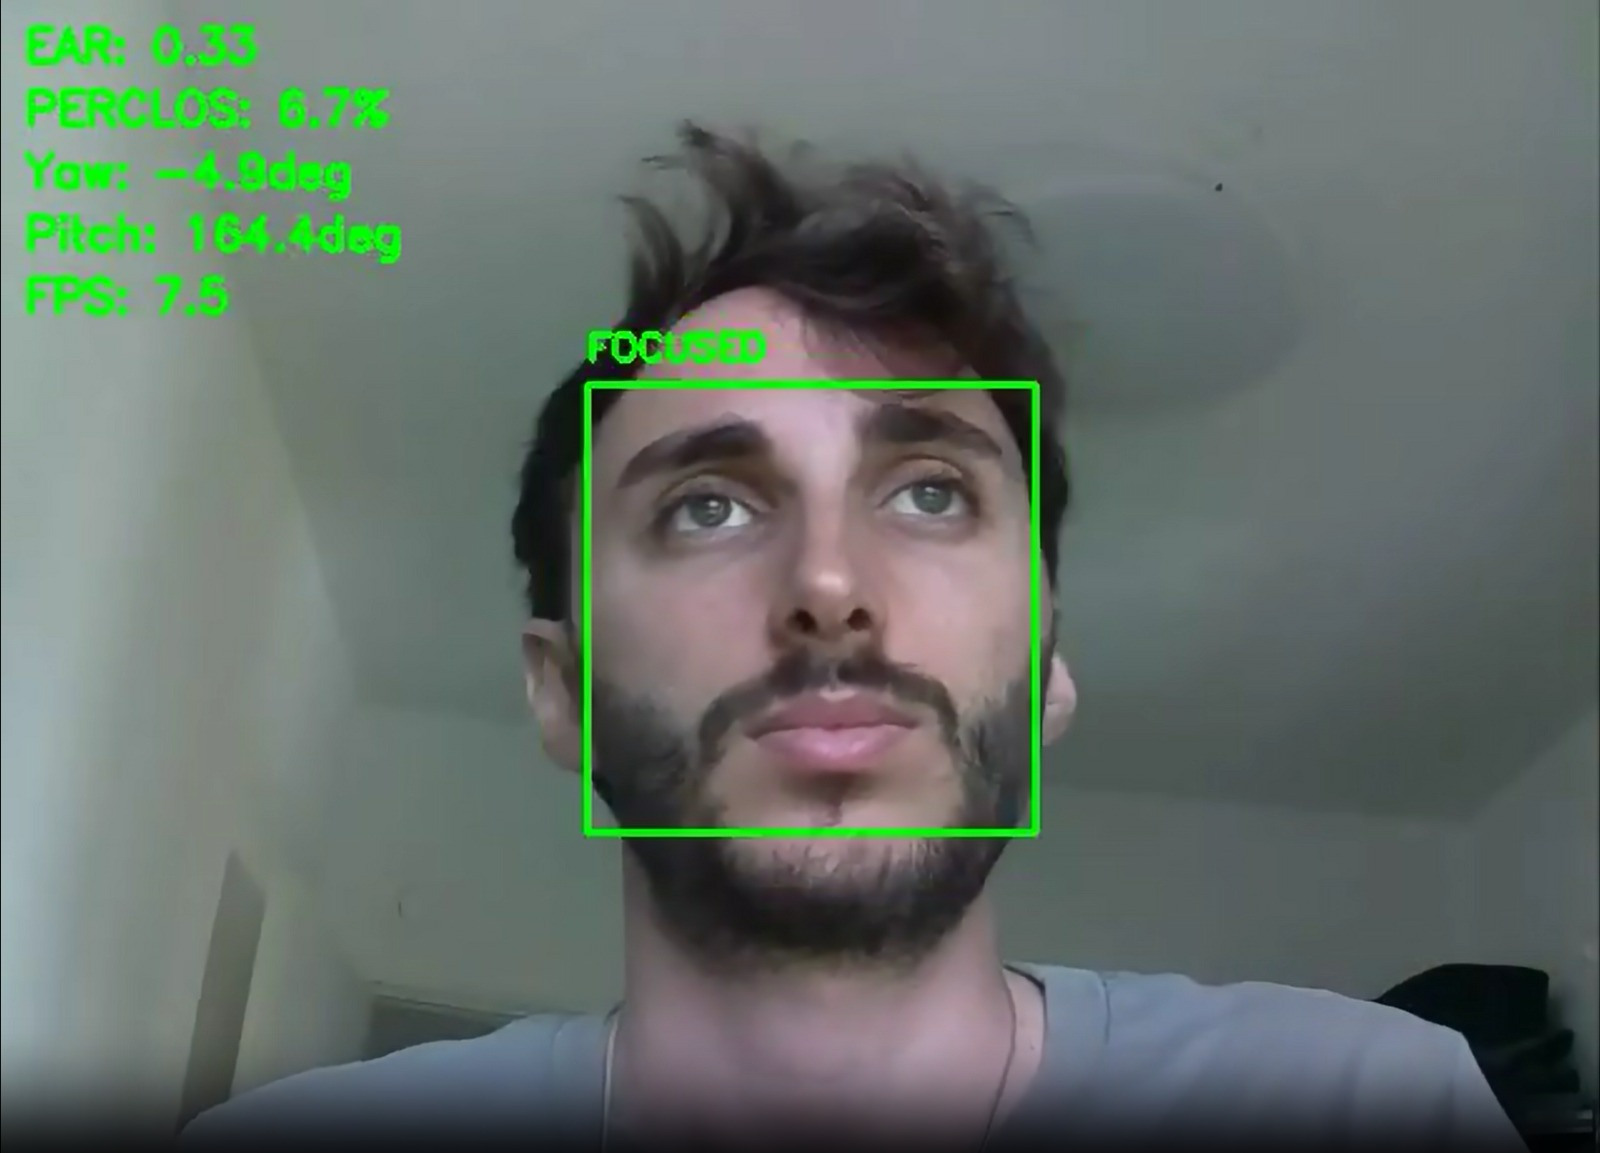 EAR: 0.33
PERCLOS: 6.7%
Yaw: -4.9deg
Pitch: 164.4deg
FPS: 7.5
FOCUSED